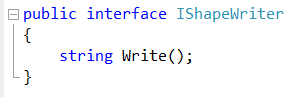 public interface IShapeWriter
{
    string Write();
}